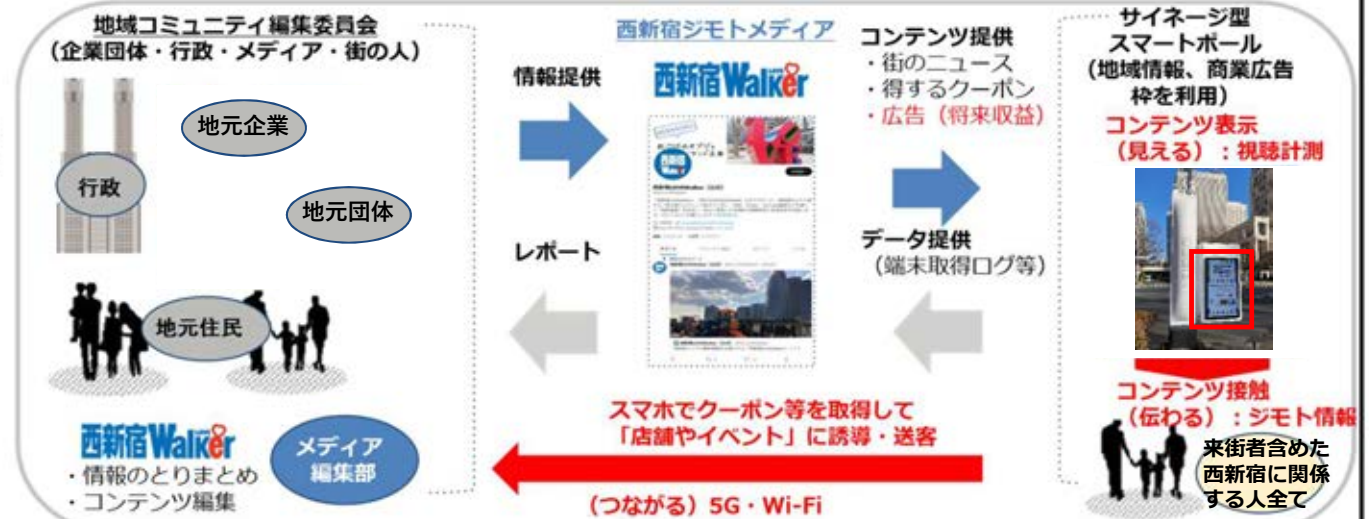 地域コミュニティ編集委員会
（企業団体・行政・メディア・街の人）
地元企業
行政
地元団体
地元住民
西新宿Walker
・情報のとりまとめ
・コンテンツ編集
メディア
編集部
情報提供
レポート
西新宿ジモトメディア
西新宿Walker
コンテンツ提供
・街のニュース
・得するクーポン
・広告（将来収益）
データ提供
（端末取得ログ等）
スマホでクーポン等を取得して
「店舗やイベント」に誘導・送客
（つながる）5G・Wi-Fi
サイネージ型
スマートポール
（地域情報、商業広告
枠を利用）
コンテンツ表示
（見える）：視聴計測
コンテンツ接触
（伝わる）：ジモト情報
来街者含めた
西新宿に関係
する人全て